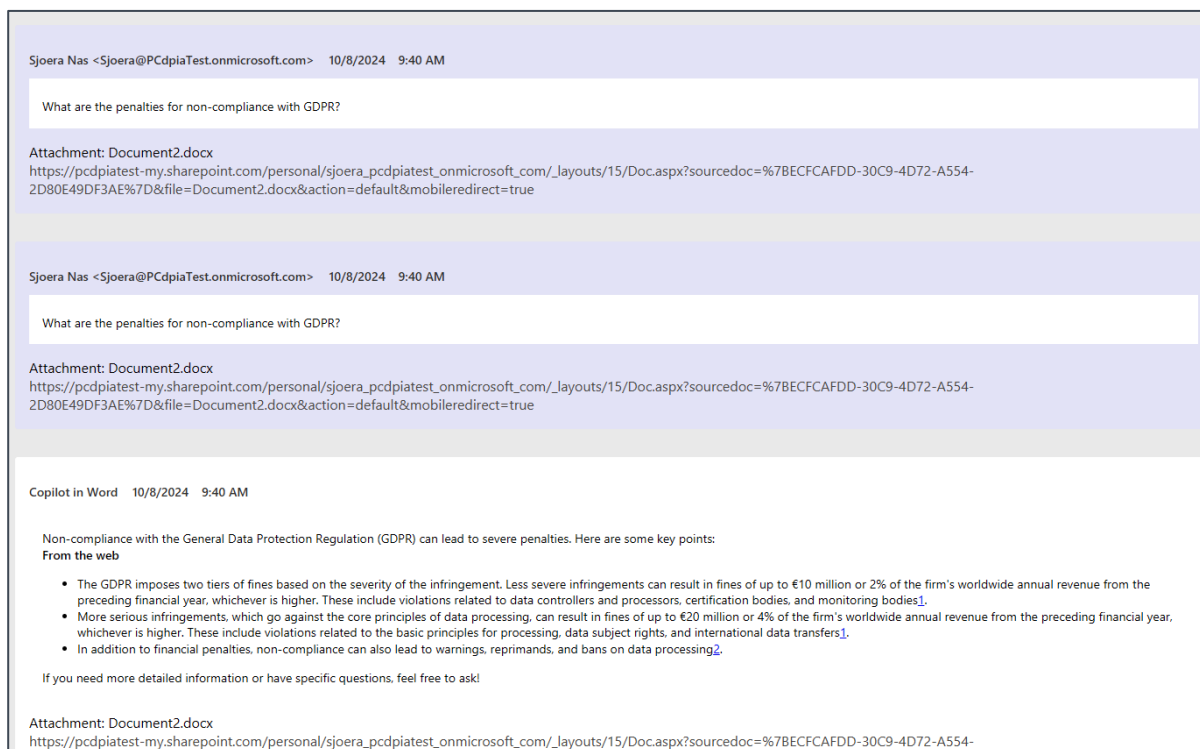 Sjoera Nas <Sjoera@PCdpiaTest.onmicrosoft.com> 10/8/2024 9:40 AM
What are the penalties for non-compliance with GDPR?
Attachment: Document2.docx
https://pcdpiatest-my.sharepoint.com/personal/sjoera_pcdpiatest_onmicrosoft_com/_layouts/15/Doc.aspx?sourcedoc=%7BECFCAFDD-30C9-4D72-A554-
2D80E49DF3AE%7D&file=Document2.docx&action=default&mobileredirect=true
Sjoera Nas <Sjoera@PCdpiaTest.onmicrosoft.com> 10/8/2024 9:40 AM
What are the penalties for non-compliance with GDPR?
Attachment: Document2.docx
https://pcdpiatest-my.sharepoint.com/personal/sjoera_pcdpiatest_onmicrosoft_com/_layouts/15/Doc.aspx?sourcedoc=%7BECFCAFDD-30C9-4D72-A554-
2D80E49DF3AE%7D&file=Document2.docx&action=default&mobileredirect=true
Copilot in Word 10/8/2024 9:40 AM
Non-compliance with the General Data Protection Regulation (GDPR) can lead to severe penalties. Here are some key points:
From the web
• The GDPR imposes two tiers of fines based on the severity of the infringement. Less severe infringements can result in fines of up to €10 million or 2% of the firm's worldwide annual revenue from the
preceding financial year, whichever is higher. These include violations related to data controllers and processors, certification bodies, and monitoring bodies1.
• More serious infringements, which go against the core principles of data processing, can result in fines of up to €20 million or 4% of the firm's worldwide annual revenue from the preceding financial year,
whichever is higher. These include violations related to the basic principles for processing, data subject rights, and international data transfers1.
• In addition to financial penalties, non-compliance can also lead to warnings, reprimands, and bans on data processing2.
If you need more detailed information or have specific questions, feel free to ask!
Attachment: Document2.docx
https://pcdpiatest-my.sharepoint.com/personal/sjoera_pcdpiatest_onmicrosoft_com/_layouts/15/Doc.aspx?sourcedoc=%7BECFCAFDD-30C9-4D72-A554-